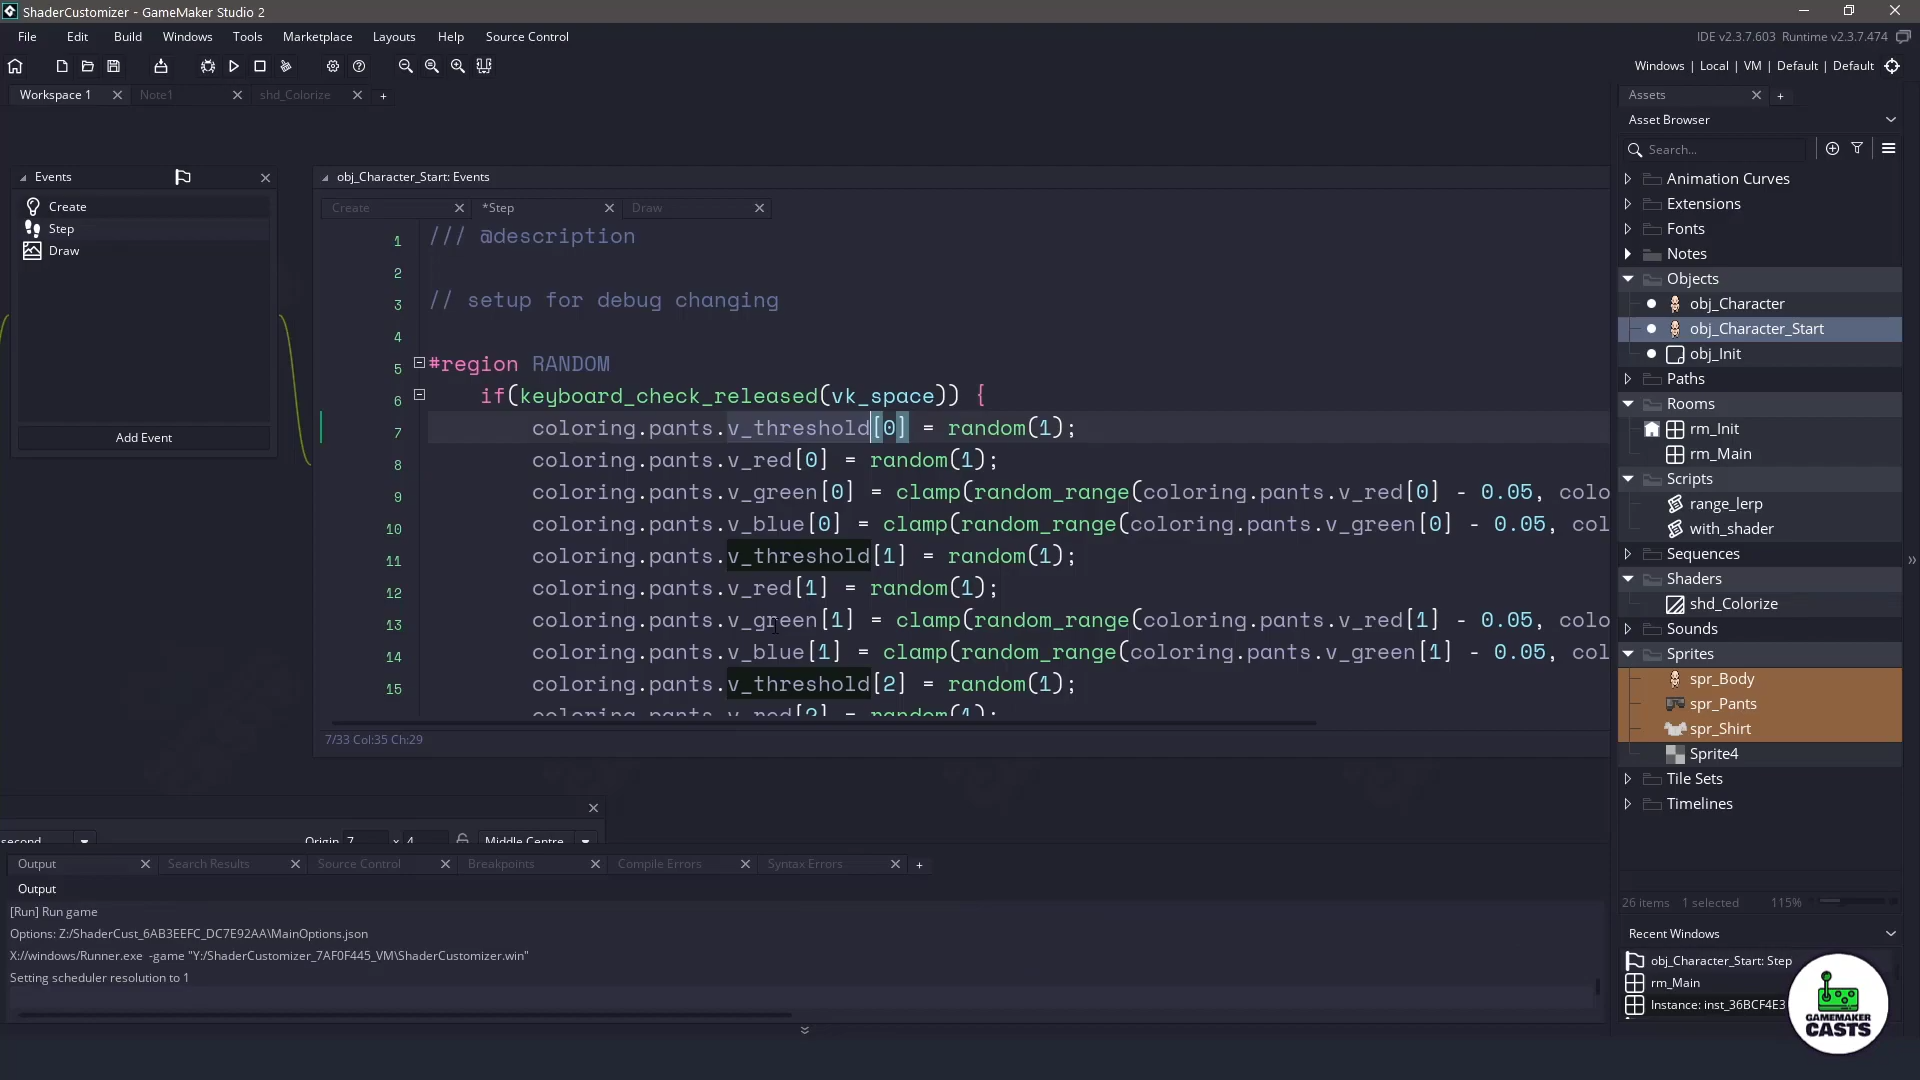 ShaderCustomizer - GameMaker Studio 2
File Edit Build Windows Tools Marketplace Layouts Help Source Control
IDE v2.3.7.603 Runtime v2.3.7.474
Windows | Local | VM | Default | Default
Workspace 1 Note1 shd_Colorize +
Assets +
Asset Browser
Search...
Events
Create
Step
Draw
Add Event
obj_Character_Start: Events
Create *Step Draw
1 /// @description
2
3 // setup for debug changing
4
5 #region RANDOM
6 if(keyboard_check_released(vk_space)) {
7 coloring.pants.v_threshold[0] = random(1);
8 coloring.pants.v_red[0] = random(1);
9 coloring.pants.v_green[0] = clamp(random_range(coloring.pants.v_red[0] - 0.05, colo
10 coloring.pants.v_blue[0] = clamp(random_range(coloring.pants.v_green[0] - 0.05, col
11 coloring.pants.v_threshold[1] = random(1);
12 coloring.pants.v_red[1] = random(1);
13 coloring.pants.v_green[1] = clamp(random_range(coloring.pants.v_red[1] - 0.05, colo
14 coloring.pants.v_blue[1] = clamp(random_range(coloring.pants.v_green[1] - 0.05, col
15 coloring.pants.v_threshold[2] = random(1);
coloring.pants.v_red[2] = random(1);
7/33 Col:35 Ch:29
Animation Curves
Extensions
Fonts
Notes
Objects
obj_Character
obj_Character_Start
obj_Init
Paths
Rooms
rm_Init
rm_Main
Scripts
range_lerp
with_shader
Sequences
Shaders
shd_Colorize
Sounds
Sprites
spr_Body
spr_Pants
spr_Shirt
Sprite4
Tile Sets
Timelines
26 items 1 selected 115%
second Origin 7 x 4 Middle Centre
Output Search Results Source Control Breakpoints Compile Errors Syntax Errors +
Output
[Run] Run game
Options: Z:/ShaderCust_6AB3EEFC_DC7E92AA\MainOptions.json
X://windows/Runner.exe -game "Y:/ShaderCustomizer_7AF0F445_VM\ShaderCustomizer.win"
Setting scheduler resolution to 1
Recent Windows
obj_Character_Start: Step
rm_Main
Instance: inst_36BCF4E3
GAMEMAKER
CASTS